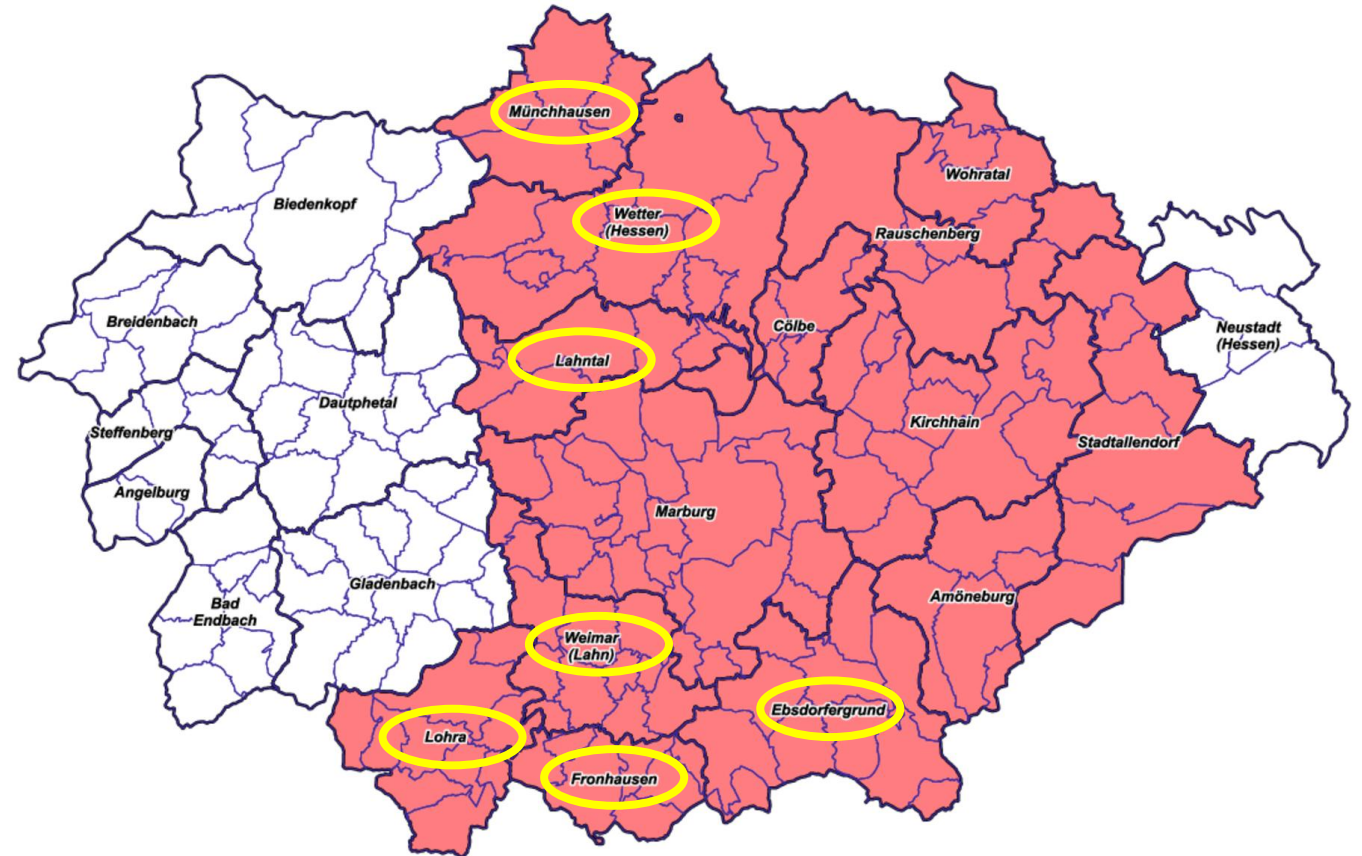 Münchhausen
Wohratal
Biedenkopf
Wetter
(Hessen)
Rauschenberg
Breidenbach
Cölbe
Neustadt
(Hessen)
Lahntal
Dautphetal
Kirchhain
Steffenberg
Stadtallendorf
Angelburg
Marburg
Gladenbach
Amöneburg
Bad
Endbach
Weimar
(Lahn)
Ebsdorfergrund
Lohra
Fronhausen